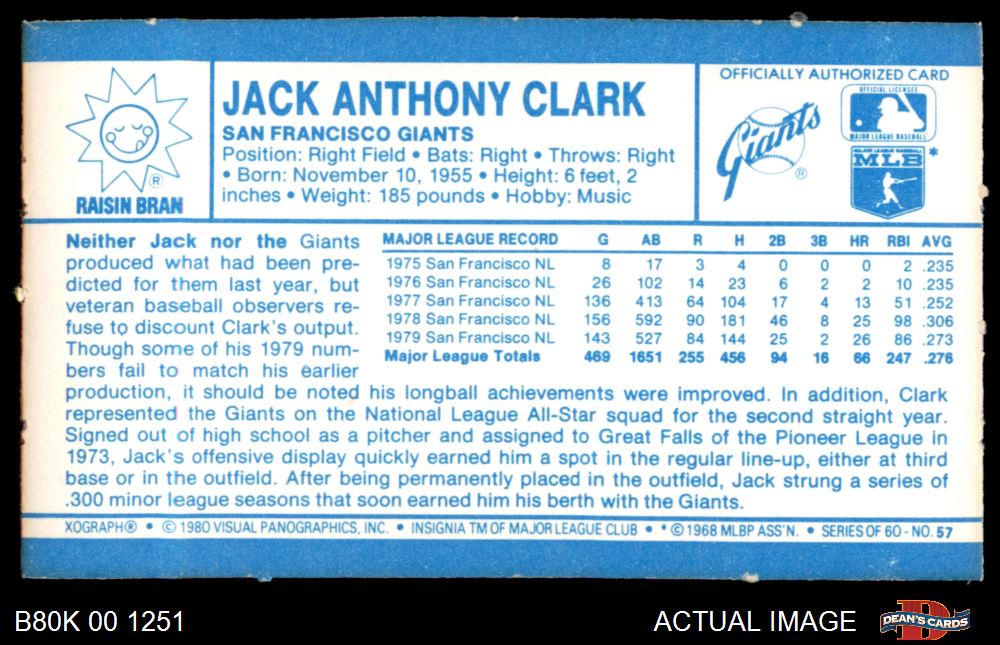 RAISIN BRAN
®
JACK ANTHONY CLARK
SAN FRANCISCO GIANTS
Position: Right Field • Bats: Right • Throws: Right
• Born: November 10, 1955 • Height: 6 feet, 2
inches • Weight: 185 pounds • Hobby: Music
OFFICIALLY AUTHORIZED CARD
Giants ®
OFFICIAL LICENSEE
MAJOR LEAGUE BASEBALL
MAJOR LEAGUE BASEBALL
MLB *
Neither Jack nor the Giants
produced what had been pre-
dicted for them last year, but
veteran baseball observers re-
fuse to discount Clark's output.
Though some of his 1979 num-
bers fail to match his earlier
production, it should be noted his longball achievements were improved. In addition, Clark
represented the Giants on the National League All-Star squad for the second straight year.
Signed out of high school as a pitcher and assigned to Great Falls of the Pioneer League in
1973, Jack's offensive display quickly earned him a spot in the regular line-up, either at third
base or in the outfield. After being permanently placed in the outfield, Jack strung a series of
.300 minor league seasons that soon earned him his berth with the Giants.
MAJOR LEAGUE RECORD G AB R H 2B 3B HR RBI AVG
1975 San Francisco NL 8 17 3 4 0 0 0 2 .235
1976 San Francisco NL 26 102 14 23 6 2 2 10 .235
1977 San Francisco NL 136 413 64 104 17 4 13 51 .252
1978 San Francisco NL 156 592 90 181 46 8 25 98 .306
1979 San Francisco NL 143 527 84 144 25 2 26 86 .273
Major League Totals 469 1651 255 456 94 16 66 247 .276
XOGRAPH® • © 1980 VISUAL PANOGRAPHICS, INC. • INSIGNIA TM OF MAJOR LEAGUE CLUB • * © 1968 MLBP ASS'N. • SERIES OF 60 - NO. 57
B80K 00 1251
ACTUAL IMAGE
DEAN'S CARDS